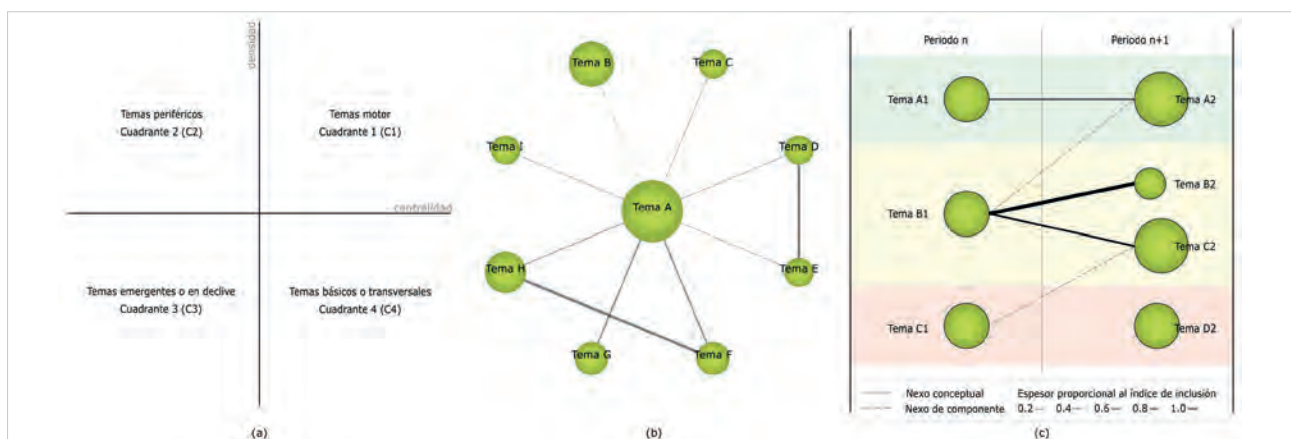 densidad
centralidad
Temas periféricos
Cuadrante 2 (C2)
Temas motor
Cuadrante 1 (C1)
Temas emergentes o en declive
Cuadrante 3 (C3)
Temas básicos o transversales
Cuadrante 4 (C4)
(a)
Tema B
Tema C
Tema I
Tema D
Tema A
Tema H
Tema E
Tema G
Tema F
(b)
Periodo n
Periodo n+1
Tema A1
Tema A2
Tema B1
Tema B2
Tema C2
Tema C1
Tema D2
Nexo conceptual
Nexo de componente
Espesor proporcional al índice de inclusión
0.2 0.4 0.6 0.8 1.0
(c)